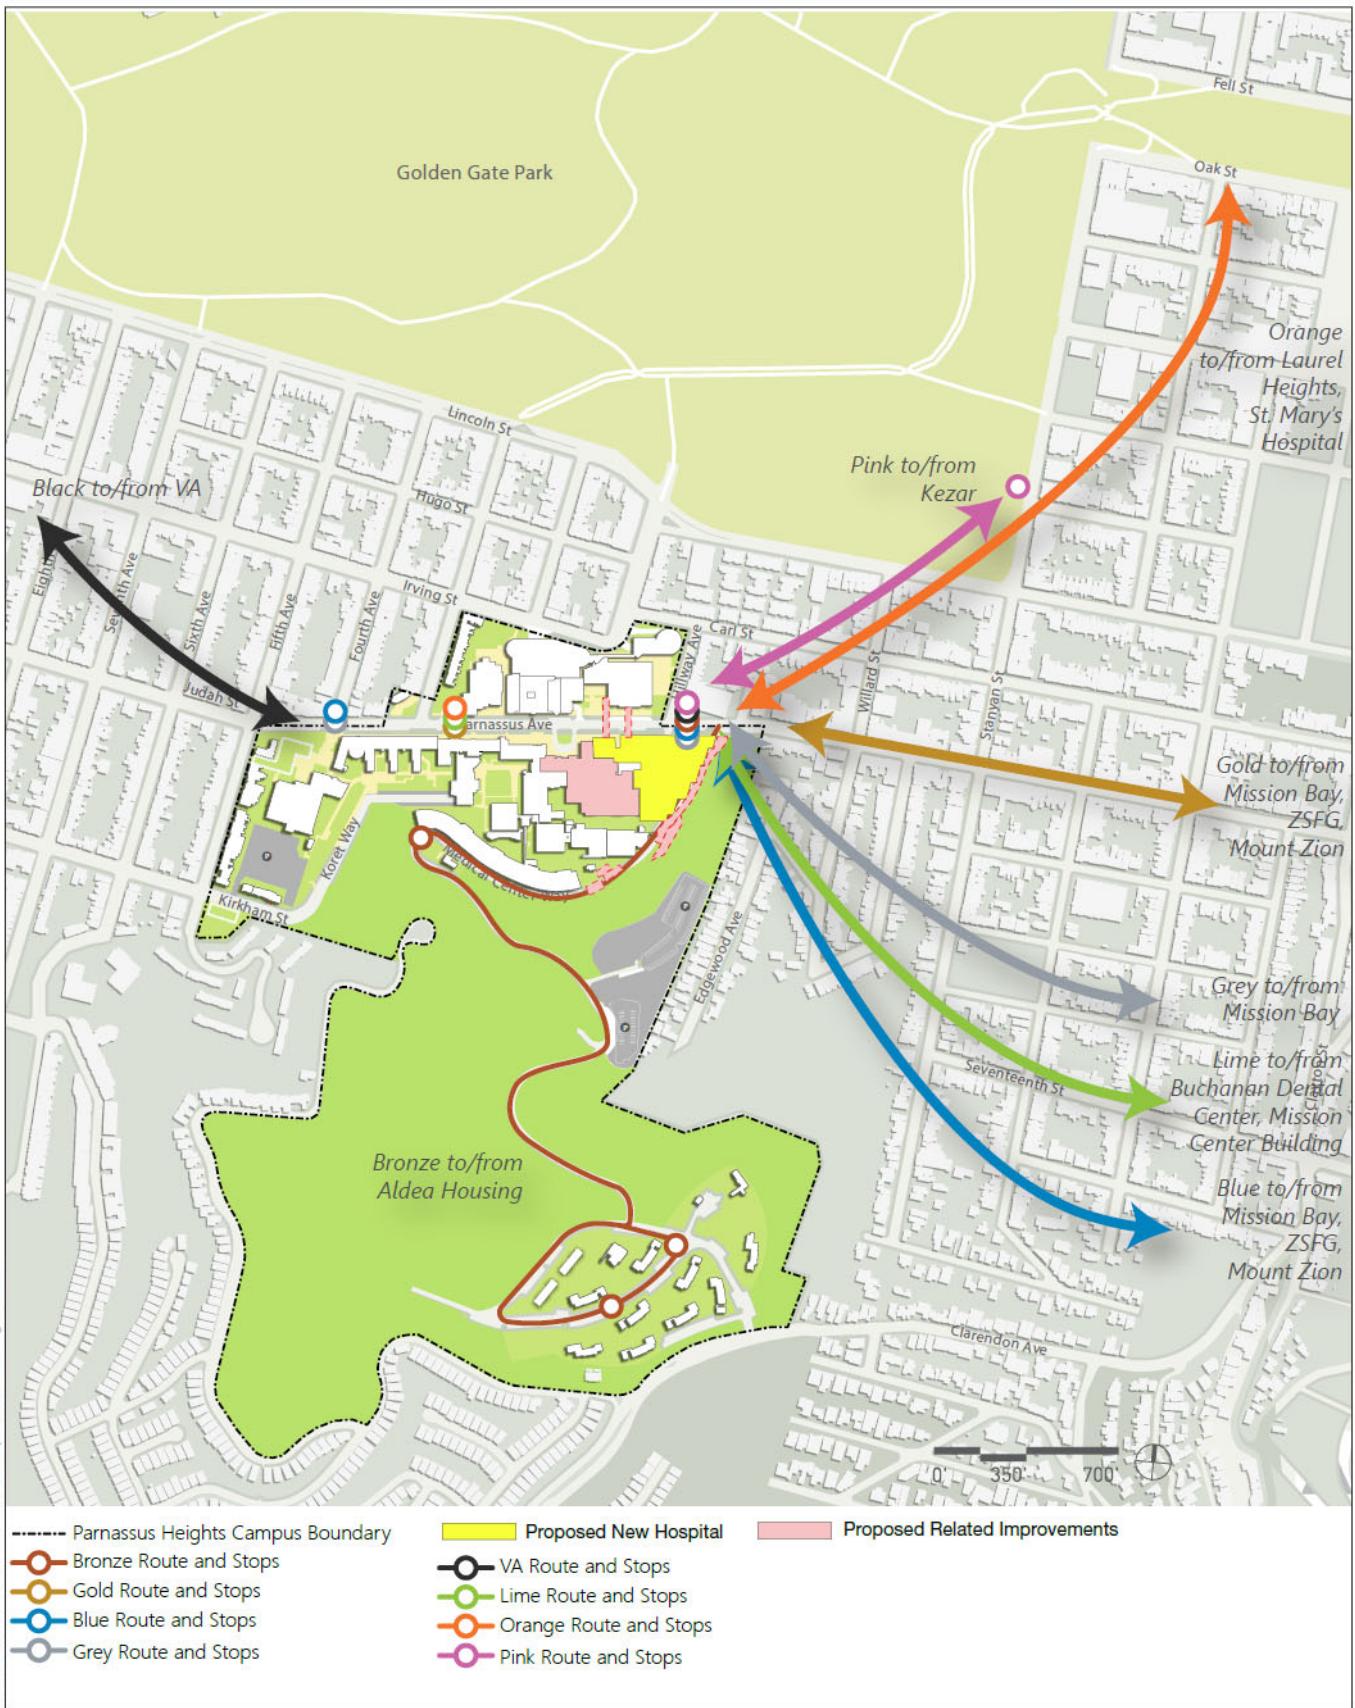 Fell St
Oak St
Golden Gate Park
Orange
to/from Laurel
Heights,
St. Mary's
Hospital
Lincoln St
Pink to/from
Kezar
Black to/from VA
Hugo St
Irving St
Eighth
Seventh Ave
Sixth Ave
Fifth Ave
Fourth Ave
Carl St
Hillway Ave
Willard St
Stanyan St
Judah St
Parnassus Ave
Gold to/from
Mission Bay,
ZSFG,
Mount Zion
Koret Way
P
Medical Center Way
Kirkham St
P
Edgewood Ave
P
Grey to/from
Mission Bay
Lime to/from
Buchanan Dental
Center, Mission
Center Building
Clayton St
Seventeenth St
Bronze to/from
Aldea Housing
Blue to/from
Mission Bay,
ZSFG,
Mount Zion
Clarendon Ave
0' 350' 700'
Parnassus Heights Campus Boundary
Proposed New Hospital
Proposed Related Improvements
Bronze Route and Stops
Gold Route and Stops
Blue Route and Stops
Grey Route and Stops
VA Route and Stops
Lime Route and Stops
Orange Route and Stops
Pink Route and Stops